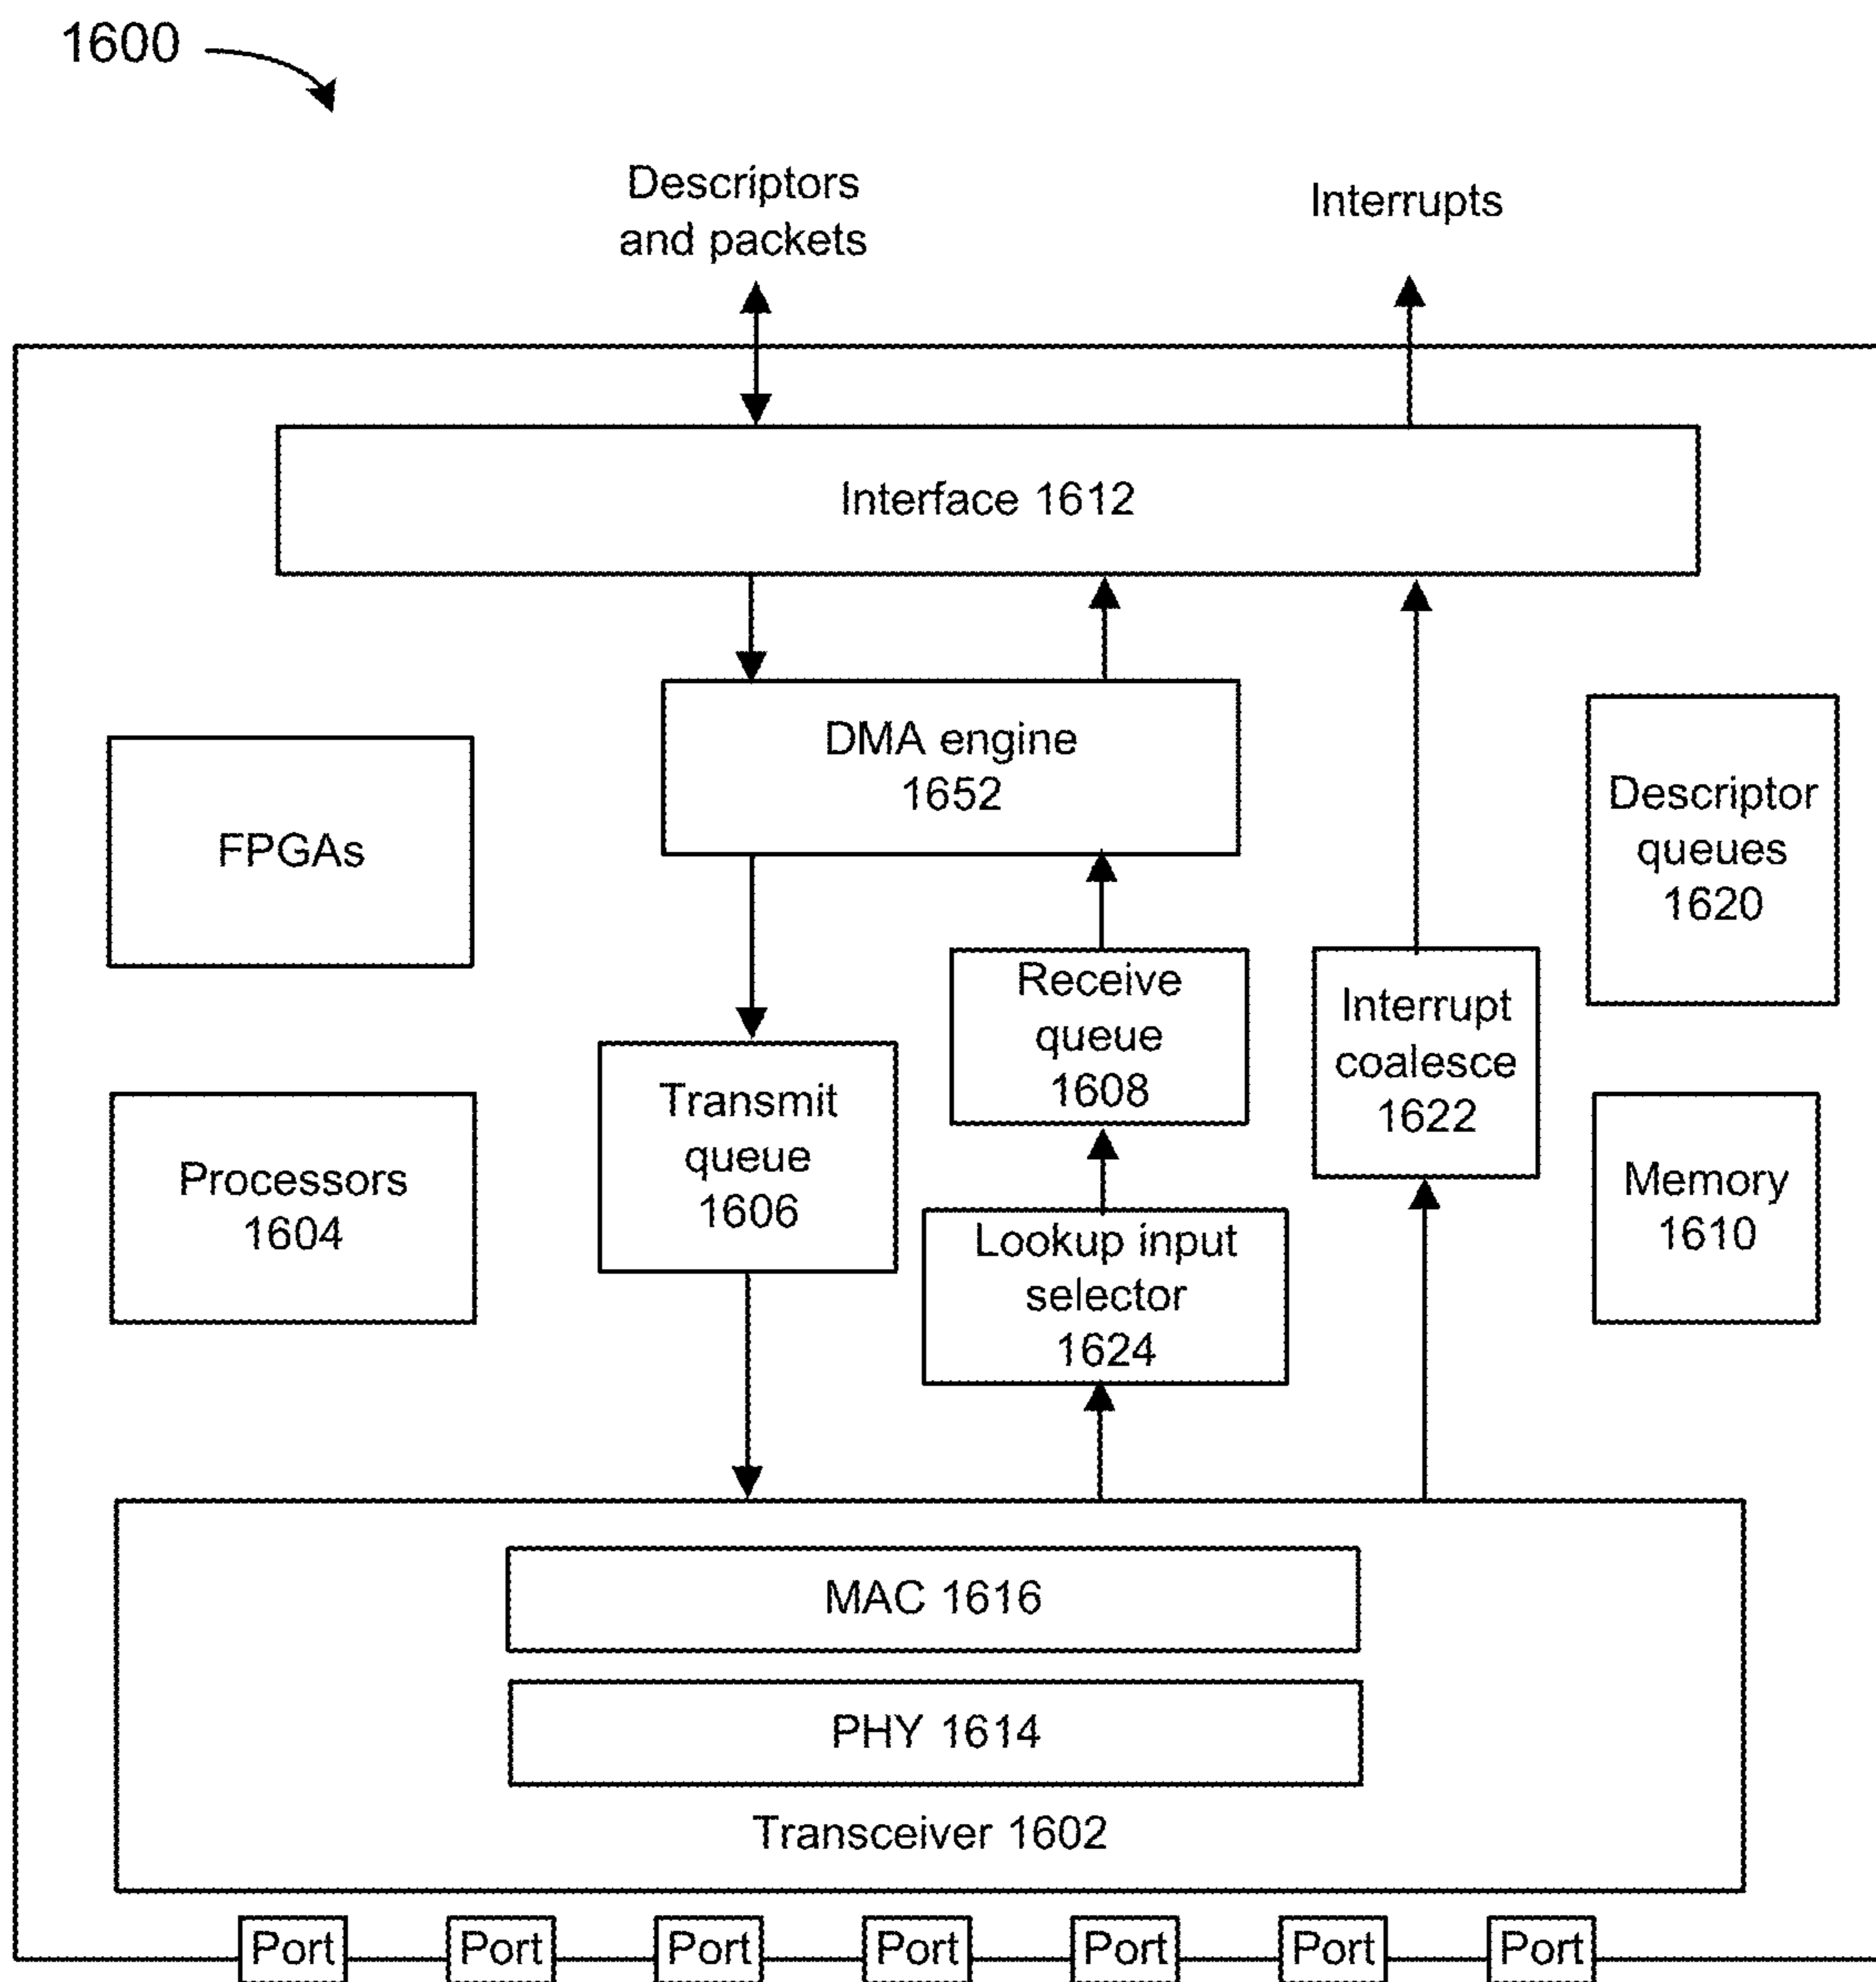 1600
Descriptors
and packets
Interrupts
Interface 1612
DMA engine
1652
FPGAs
Descriptor
queues
1620
Receive
queue
1608
Interrupt
coalesce
1622
Transmit
queue
1606
Processors
1604
Memory
1610
Lookup input
selector
1624
MAC 1616
PHY 1614
Transceiver 1602
Port Port Port Port Port Port Port